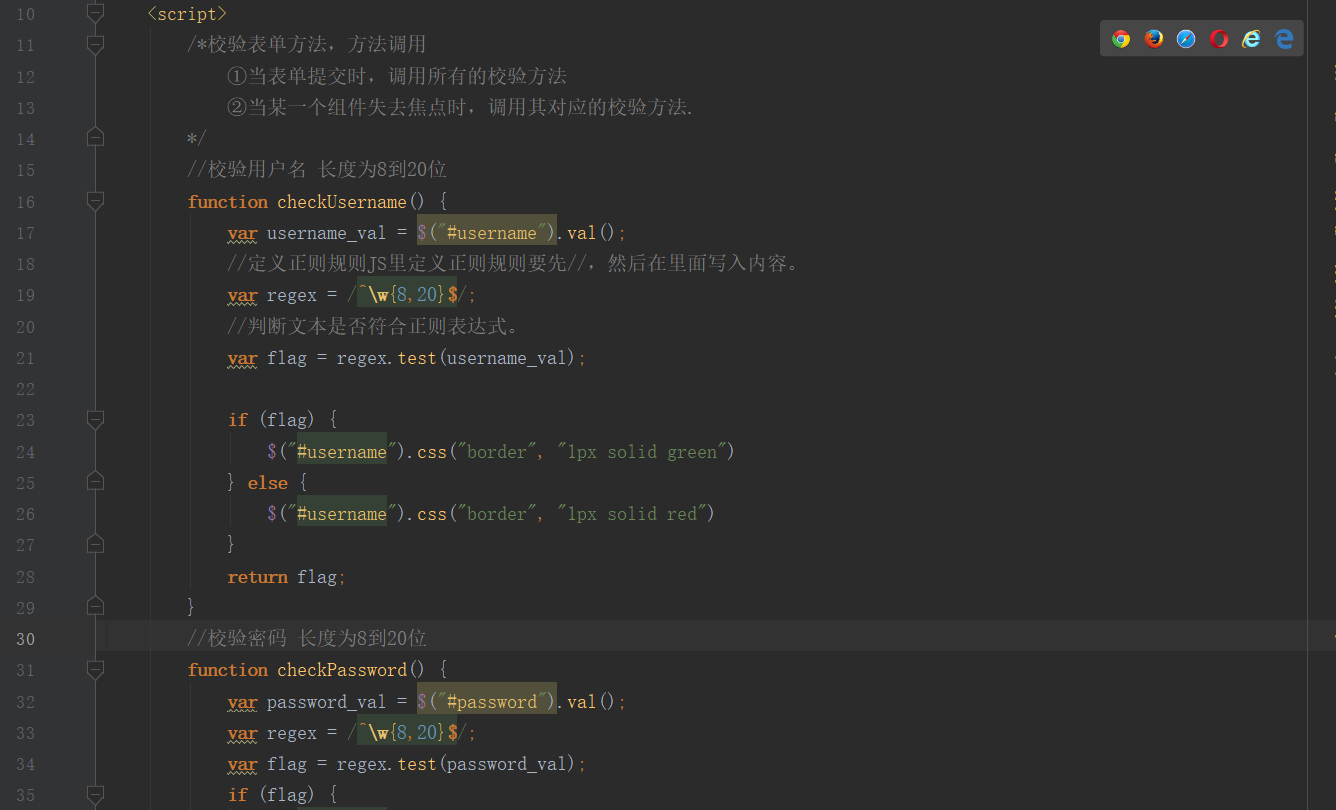 10 <script>
11 /*校验表单方法，方法调用
12 ①当表单提交时，调用所有的校验方法
13 ②当某一个组件失去焦点时，调用其对应的校验方法.
14 */
15 //校验用户名 长度为8到20位
16 function checkUsername() {
17 var username_val = $("#username").val();
18 //定义正则规则JS里定义正则规则要先//，然后在里面写入内容。
19 var regex = /^\w{8,20}$/;
20 //判断文本是否符合正则表达式。
21 var flag = regex.test(username_val);
22
23 if (flag) {
24 $("#username").css("border", "1px solid green")
25 } else {
26 $("#username").css("border", "1px solid red")
27 }
28 return flag;
29 }
30 //校验密码 长度为8到20位
31 function checkPassword() {
32 var password_val = $("#password").val();
33 var regex = /^\w{8,20}$/;
34 var flag = regex.test(password_val);
35 if (flag) {